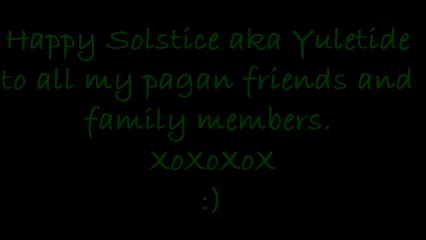 Happy Solstice aka Yuletide
to all my pagan friends and
family members.
XoXoXoX
:)